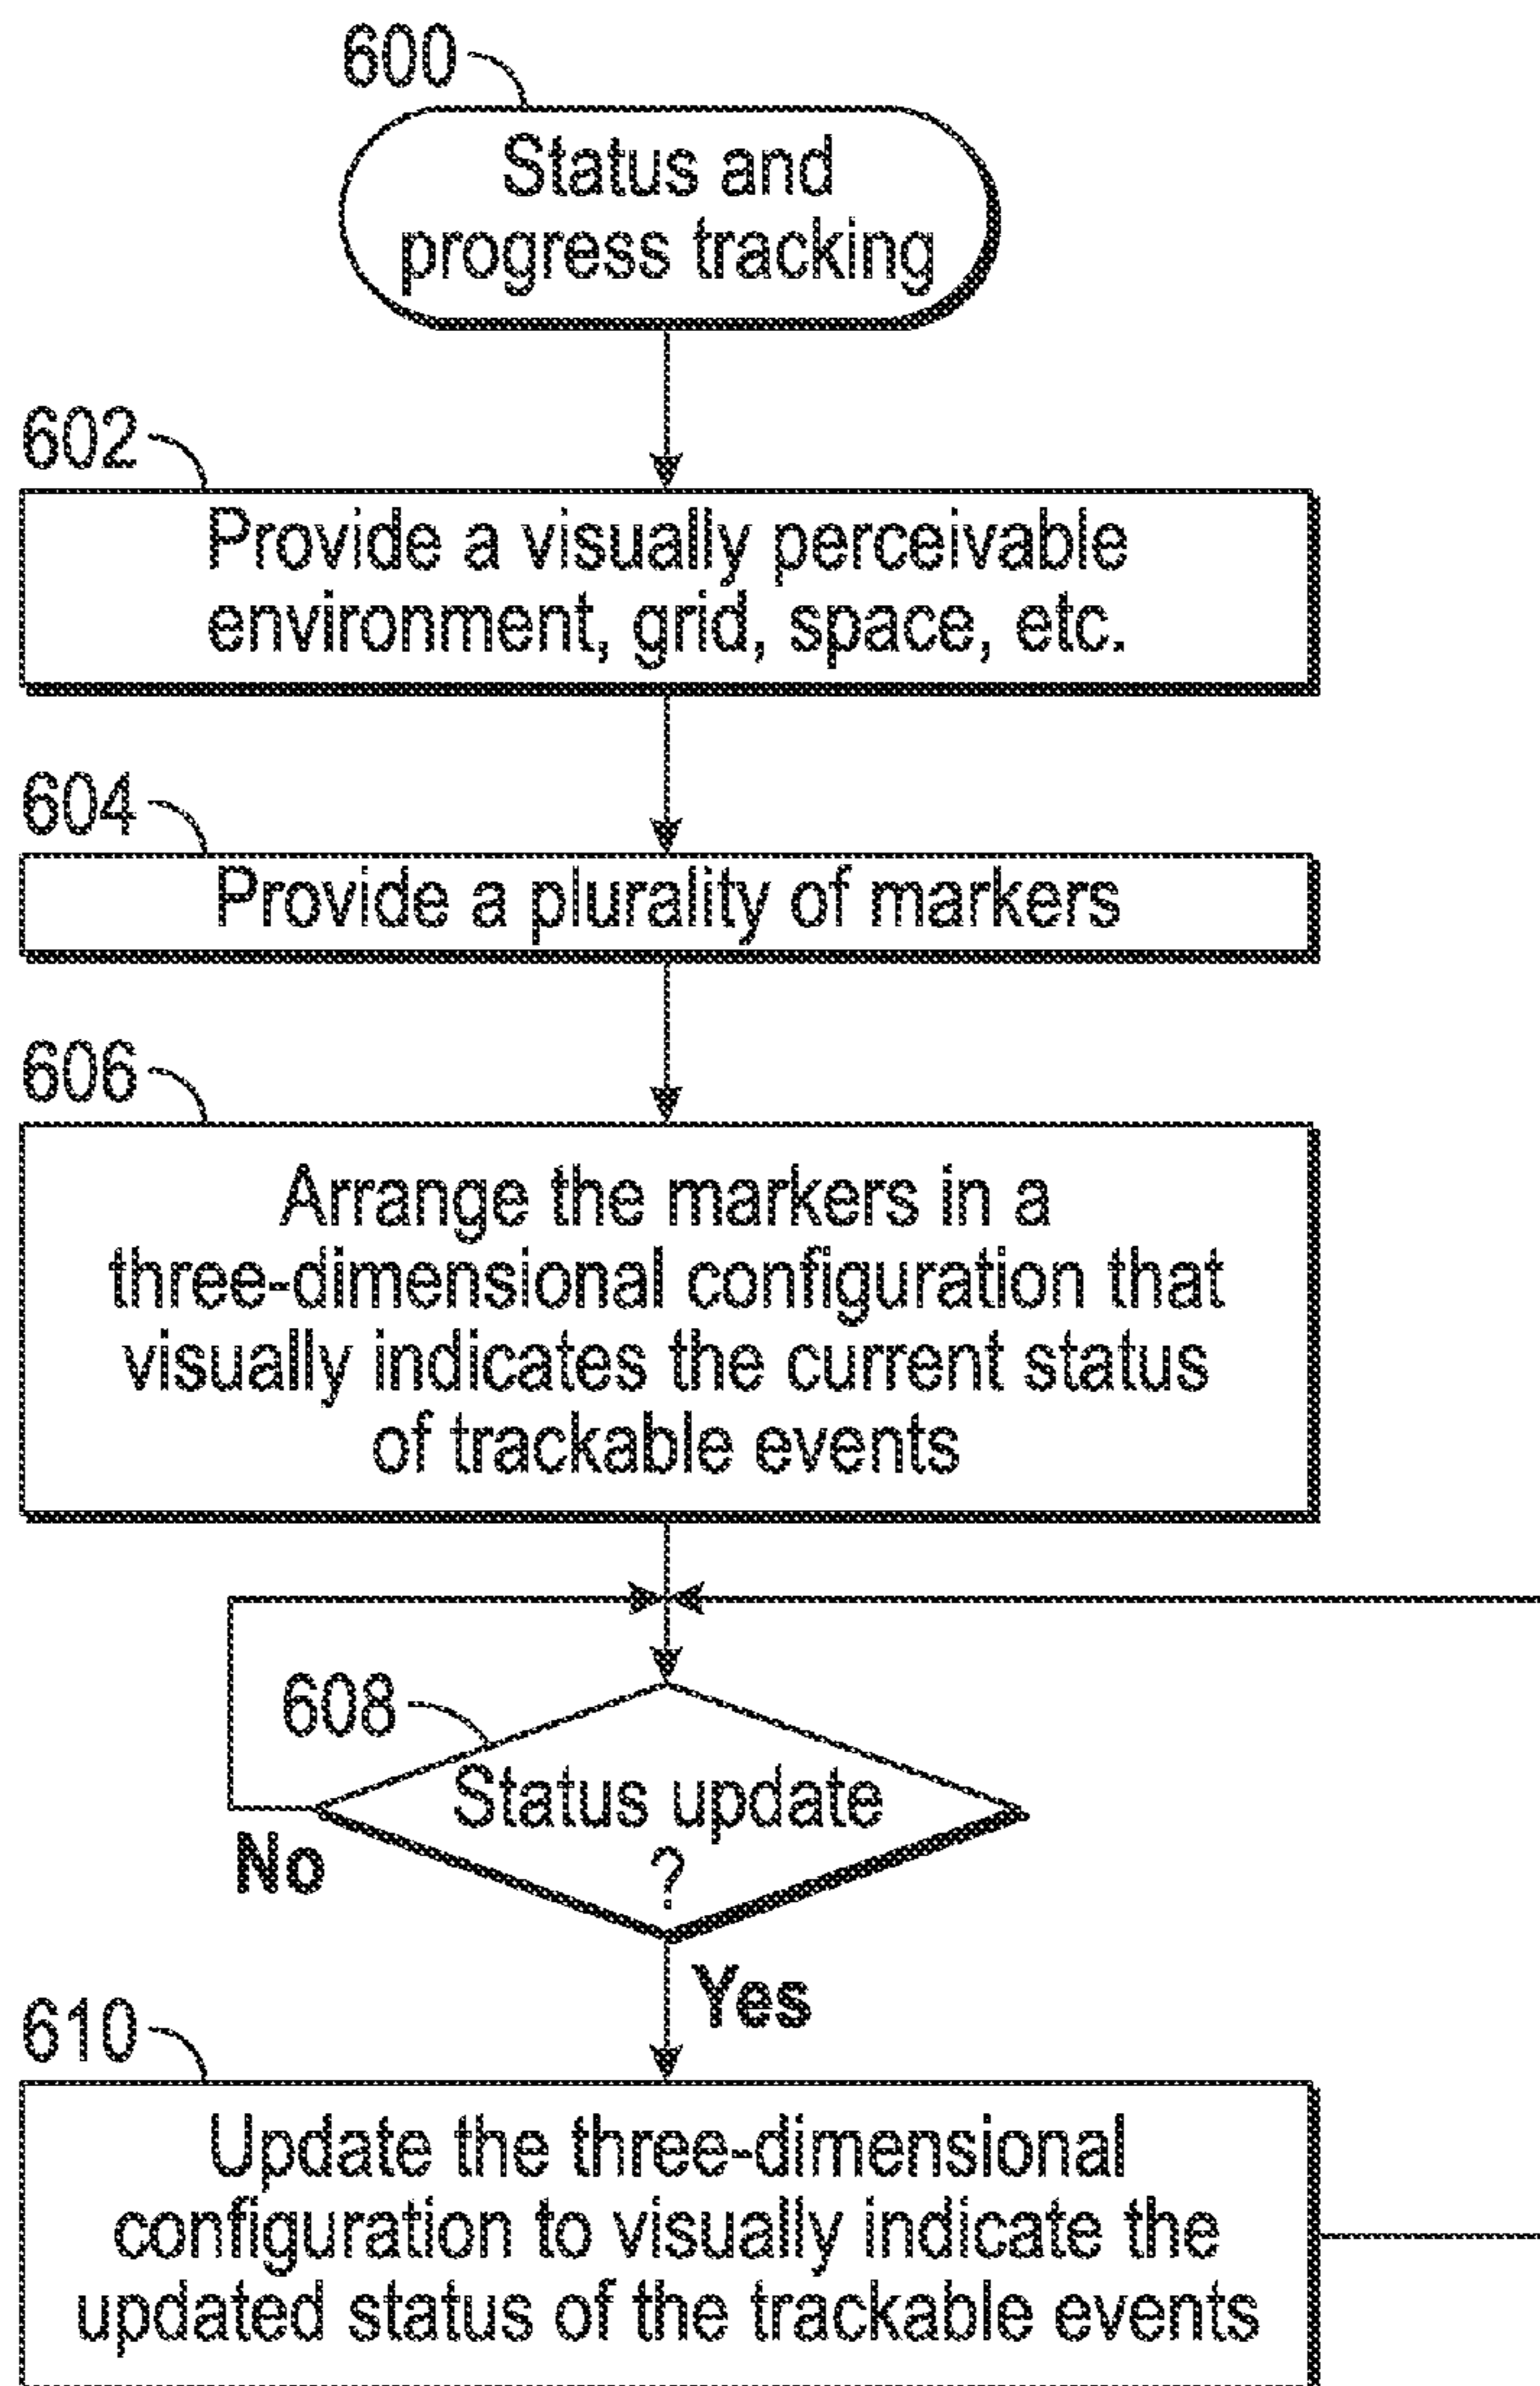 600
Status and
progress tracking
602
Provide a visually perceivable
environment, grid, space, etc.
604
Provide a plurality of markers
606
Arrange the markers in a
three-dimensional configuration that
visually indicates the current status
of trackable events
608
Status update
?
No
Yes
610
Update the three-dimensional
configuration to visually indicate the
updated status of the trackable events